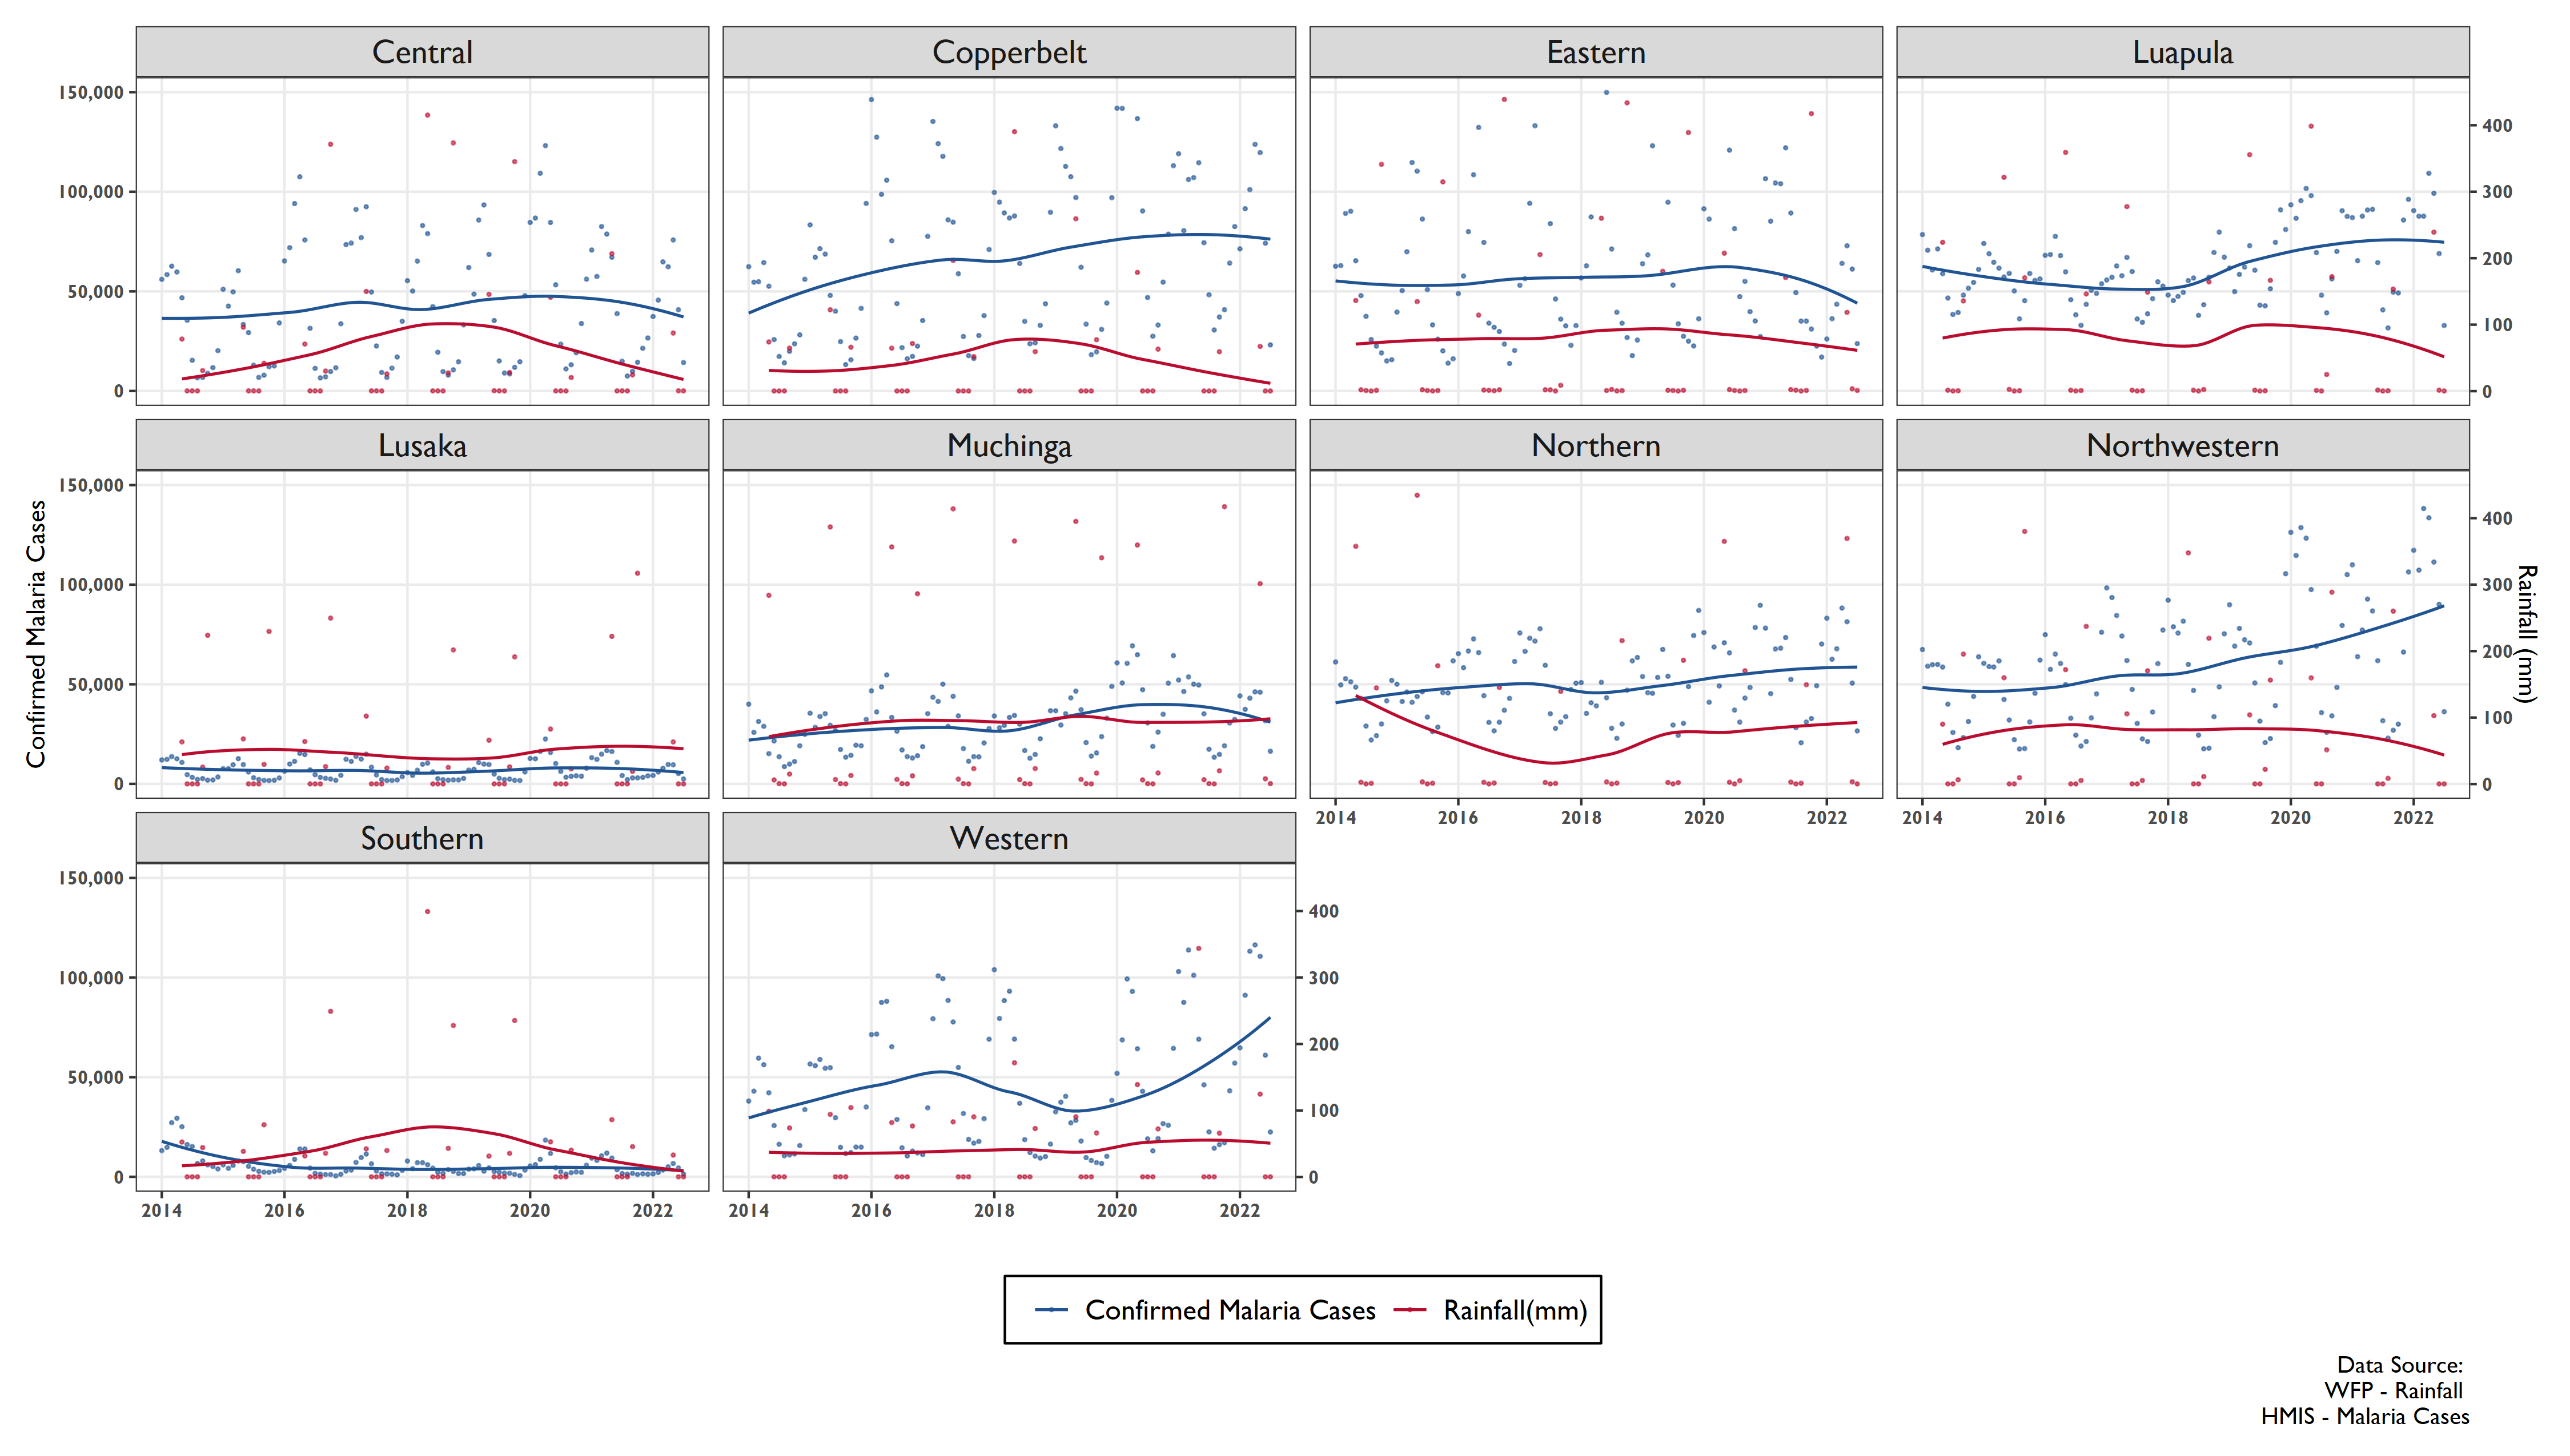 Central
Copperbelt
Eastern
Luapula
150,000
100,000
50,000
0
400
300
200
100
0
Lusaka
Muchinga
Northern
Northwestern
150,000
100,000
50,000
0
400
300
200
100
0
2014 2016 2018 2020 2022
2014 2016 2018 2020 2022
Southern
Western
150,000
100,000
50,000
0
400
300
200
100
0
2014 2016 2018 2020 2022
2014 2016 2018 2020 2022
Confirmed Malaria Cases
Rainfall (mm)
Confirmed Malaria Cases
Rainfall(mm)
Data Source:
WFP - Rainfall
HMIS - Malaria Cases